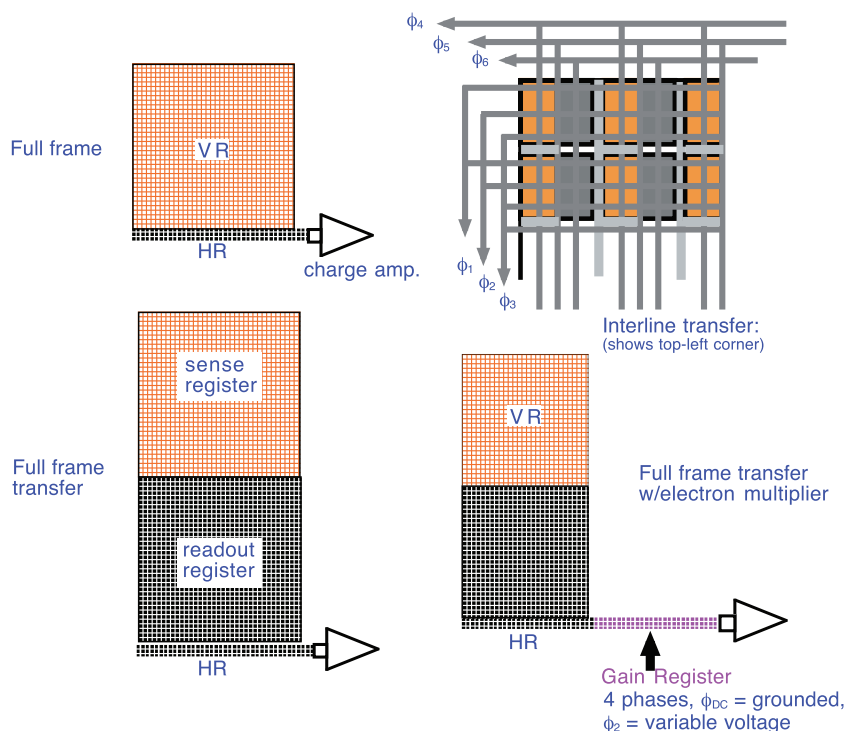 Full frame
VR
HR
charge amp.
ϕ4
ϕ5
ϕ6
ϕ1
ϕ2
ϕ3
Interline transfer:
(shows top-left corner)
Full frame
transfer
sense
register
readout
register
HR
VR
Full frame transfer
w/electron multiplier
HR
Gain Register
4 phases, ϕDC = grounded,
ϕ2 = variable voltage